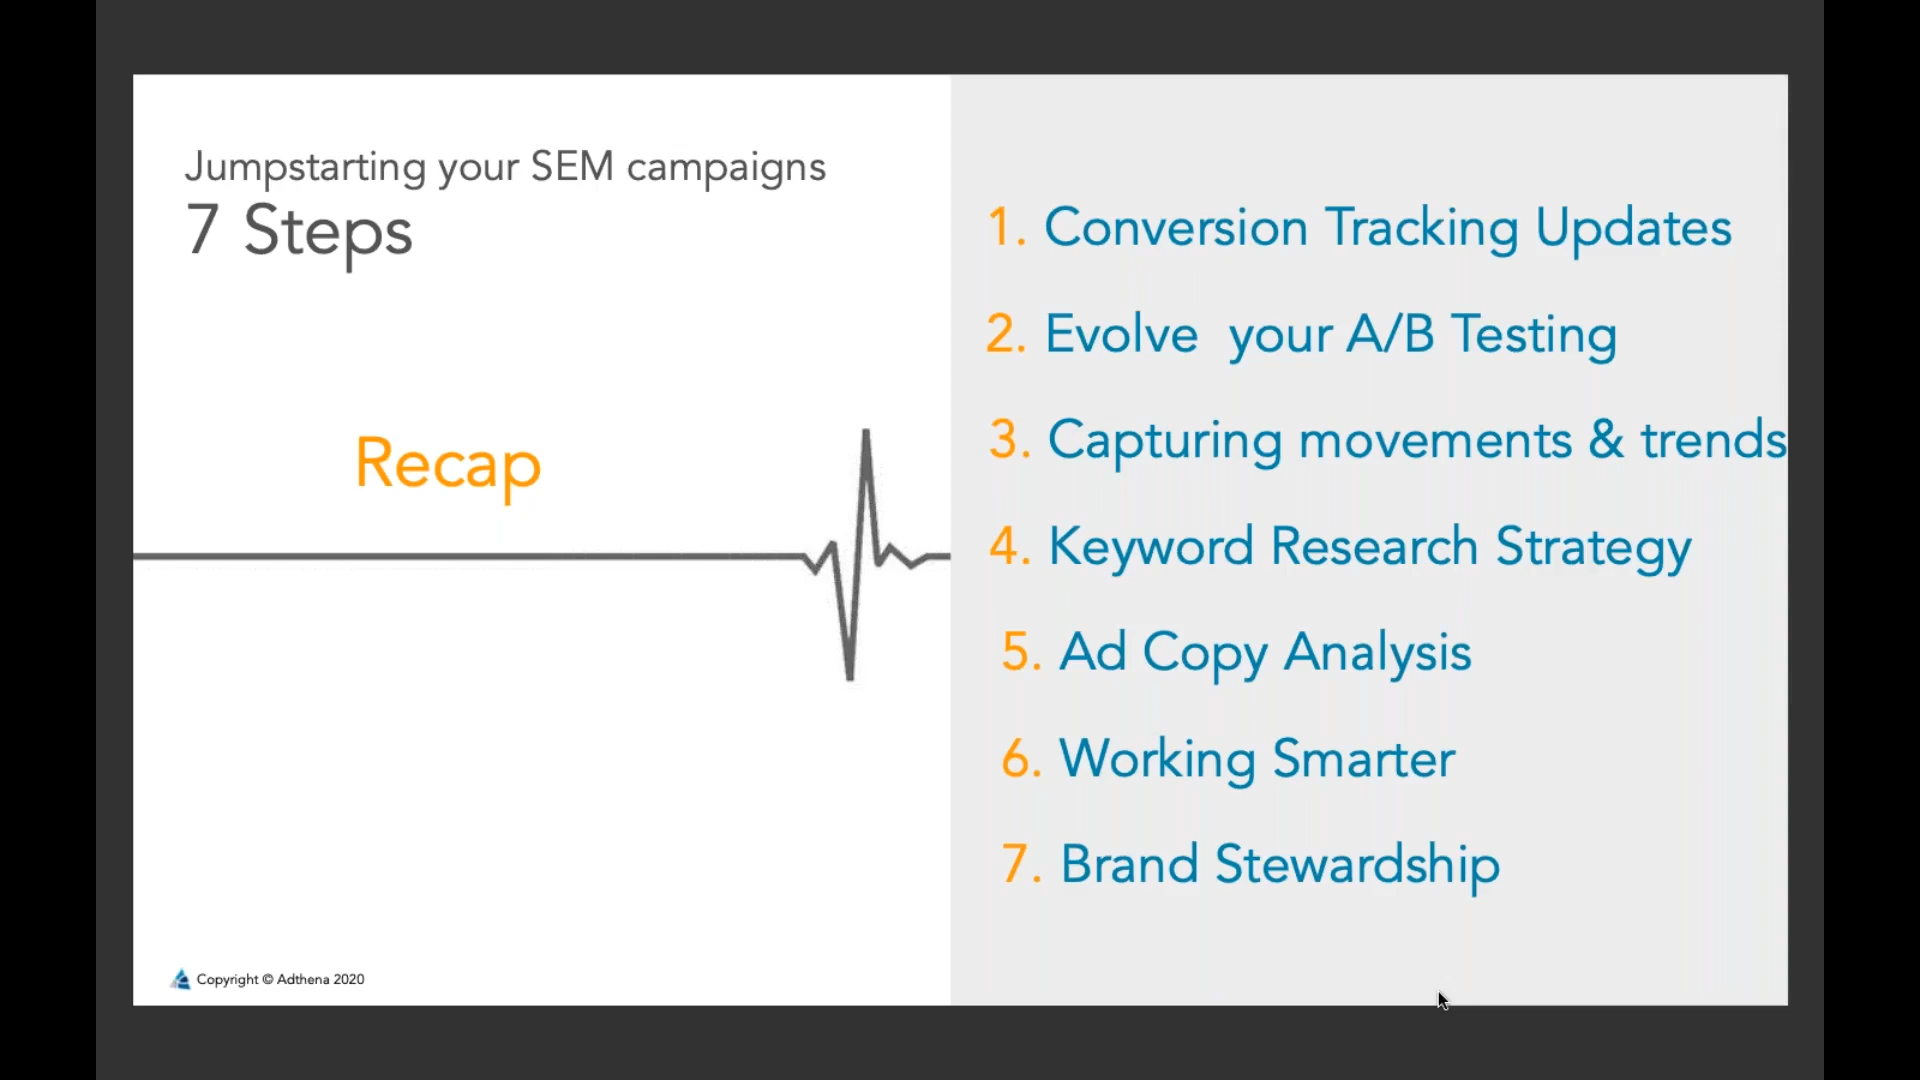 Jumpstarting your SEM campaigns
7 Steps
Recap
1. Conversion Tracking Updates
2. Evolve  your A/B Testing
3. Capturing movements & trends
4. Keyword Research Strategy
5. Ad Copy Analysis
6. Working Smarter
7. Brand Stewardship
Copyright © Adthena 2020